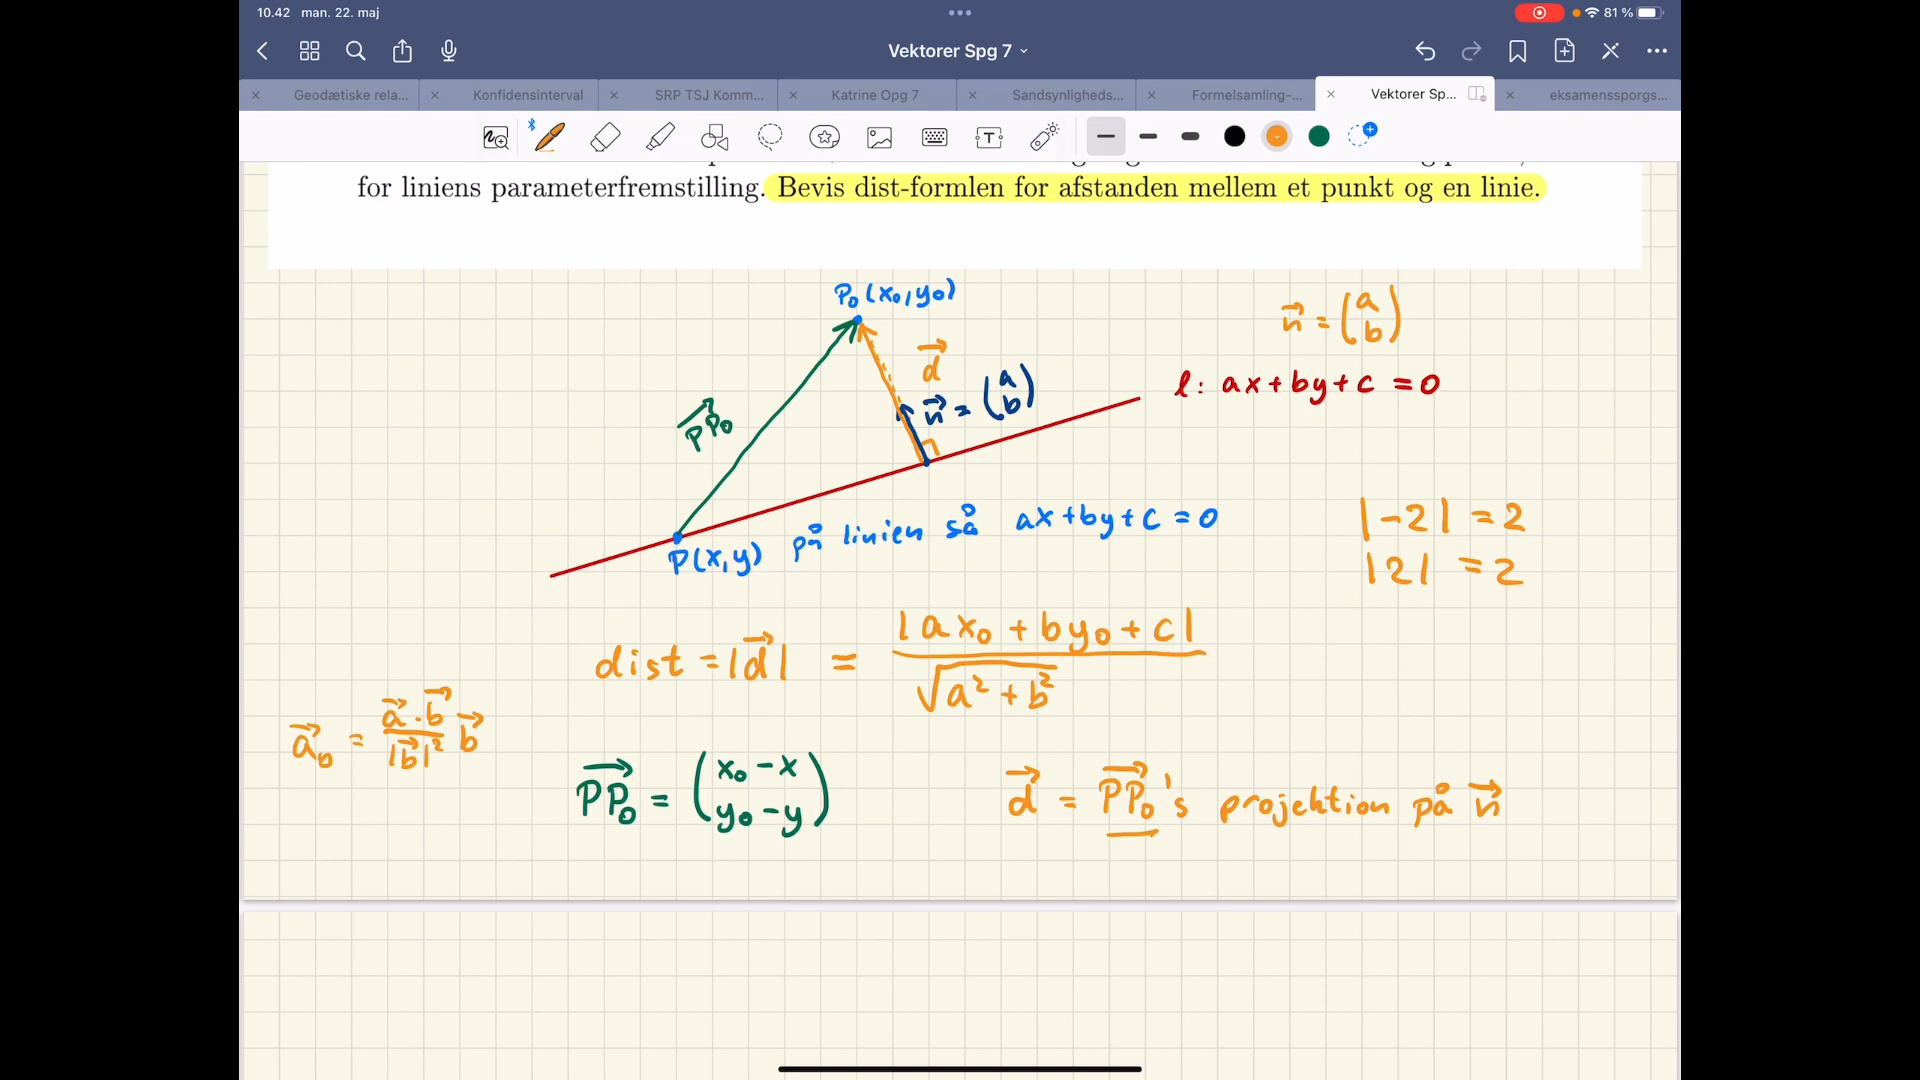 10.42 man. 22. maj
81 %
Vektorer Spg 7
Geodætiske rela...
Konfidensinterval
SRP TSJ Komm...
Katrine Opg 7
Sandsynligheds...
Formelsamling-...
Vektorer Sp...
eksamenssporgs...
for liniens parameterfremstilling. Bevis dist-formlen for afstanden mellem et punkt og en linie.
P₀(x₀,y₀)
n⃗ = (a b)
d⃗
n⃗ = (a b)
l: ax+by+c = 0
PP₀
P(x,y) på linien så ax+by+c = 0
|-2| = 2
|2| = 2
dist = |d⃗| = |ax₀ + by₀ + c| / √(a² + b²)
a⃗_b = (a⃗·b⃗ / |b⃗|²) b⃗
PP₀ = (x₀-x y₀-y)
d⃗ = PP₀'s projektion på n⃗